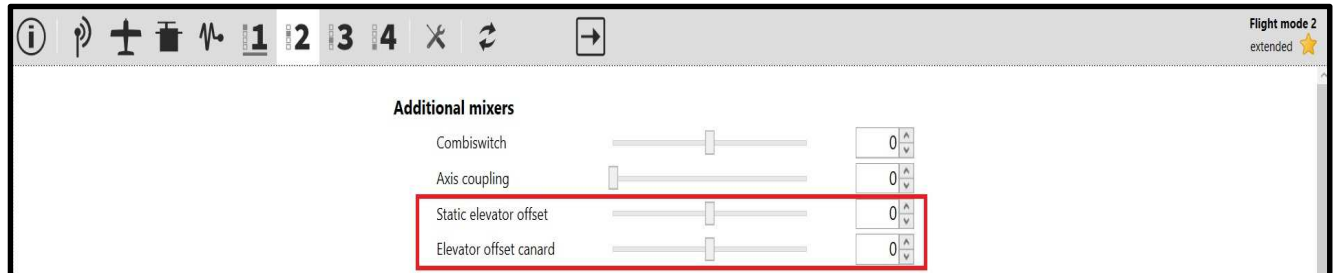 1 2 3 4
Flight mode 2
extended
Additional mixers
Combiswitch 0
Axis coupling 0
Static elevator offset 0
Elevator offset canard 0